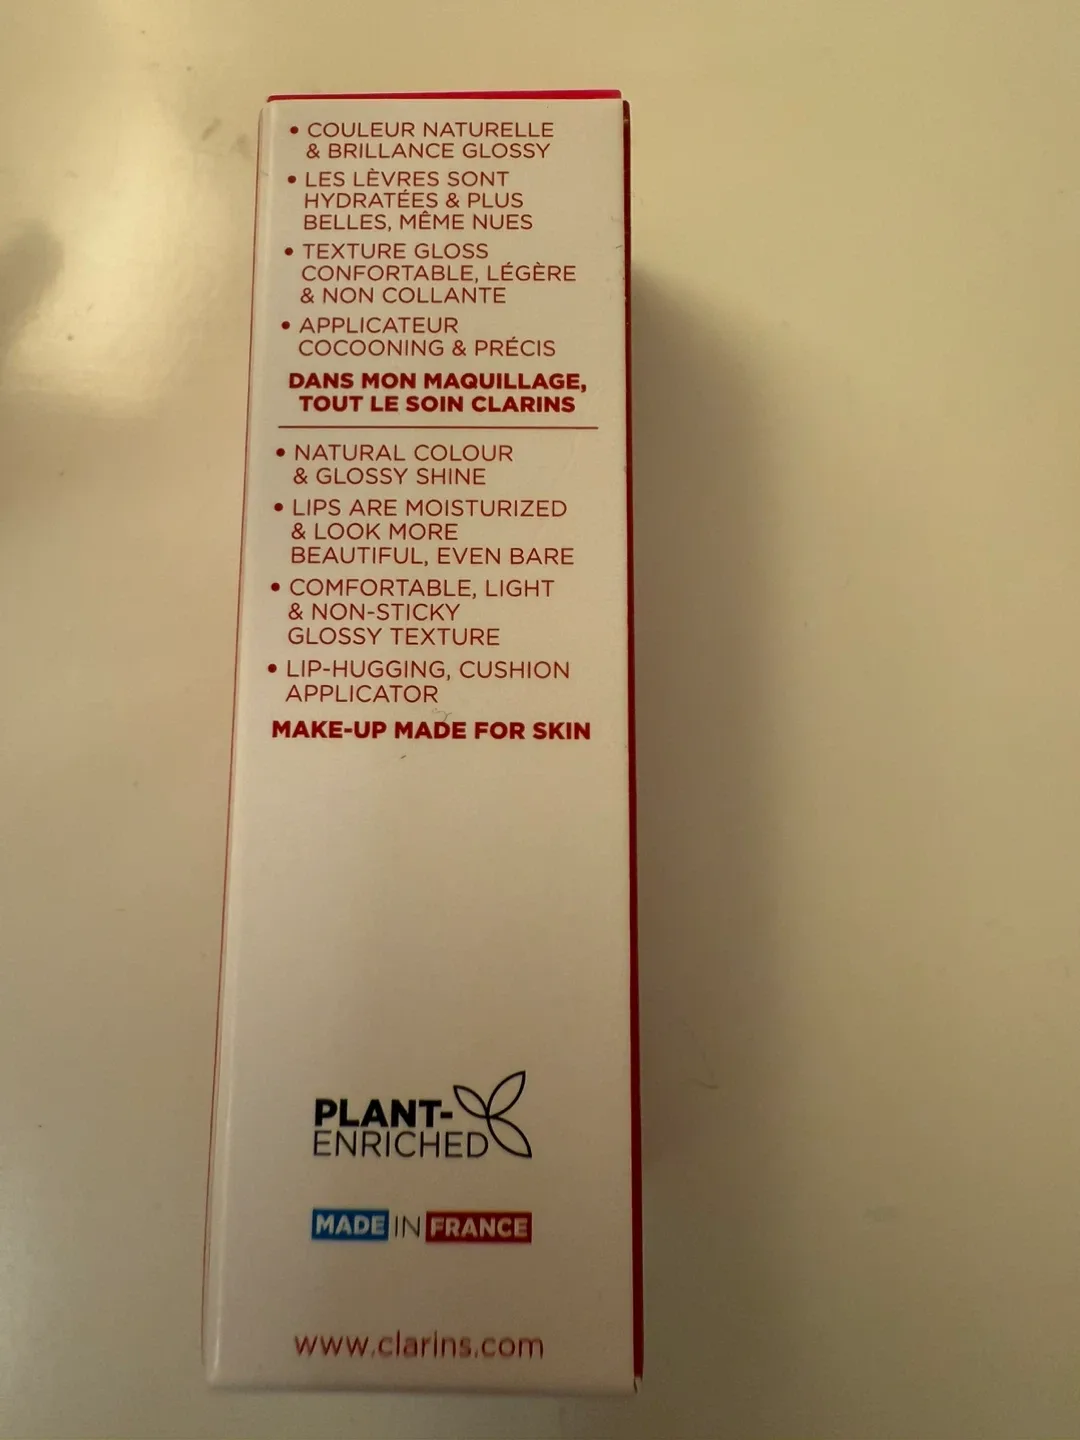 • COULEUR NATURELLE
& BRILLANCE GLOSSY
• LES LÈVRES SONT
HYDRATÉES & PLUS
BELLES, MÊME NUES
• TEXTURE GLOSS
CONFORTABLE, LÉGÈRE
& NON COLLANTE
• APPLICATEUR
COCOONING & PRÉCIS
DANS MON MAQUILLAGE,
TOUT LE SOIN CLARINS
• NATURAL COLOUR
& GLOSSY SHINE
• LIPS ARE MOISTURIZED
& LOOK MORE
BEAUTIFUL, EVEN BARE
• COMFORTABLE, LIGHT
& NON-STICKY
GLOSSY TEXTURE
• LIP-HUGGING, CUSHION
APPLICATOR
MAKE-UP MADE FOR SKIN
PLANT-
ENRICHED
MADE IN FRANCE
www.clarins.com